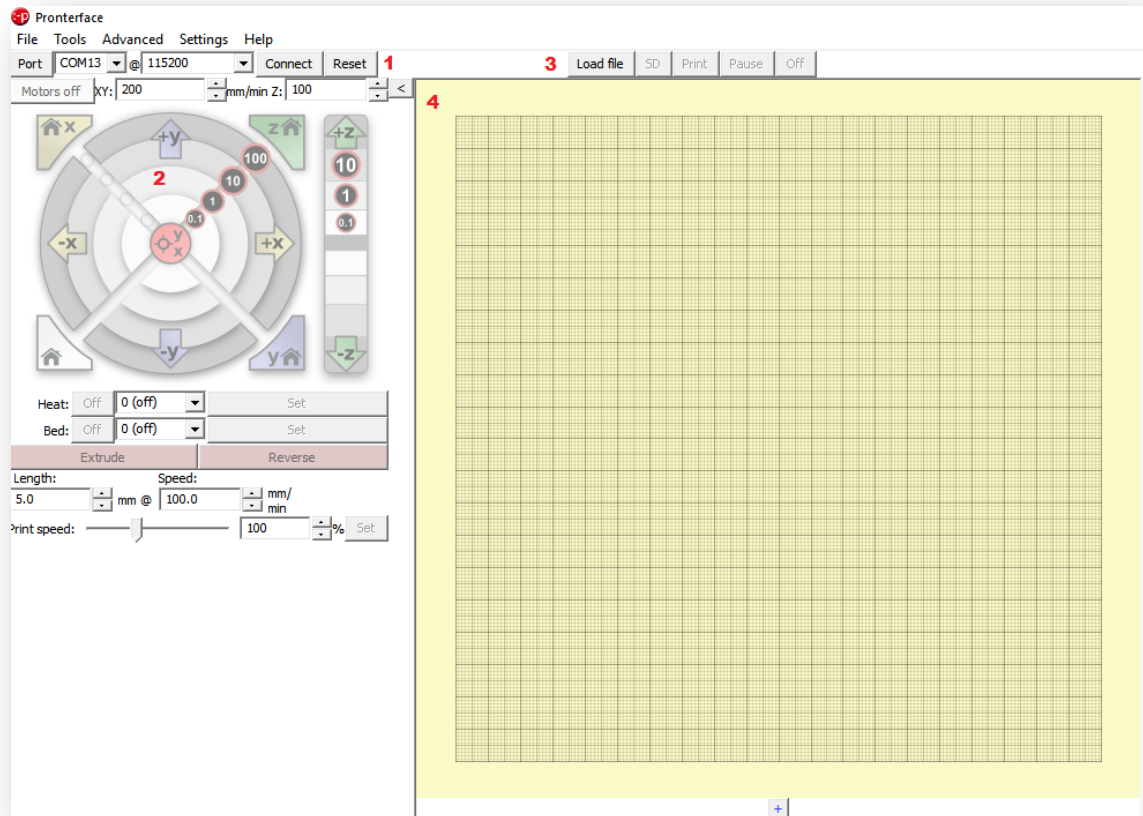 Pronterface
File Tools Advanced Settings Help
Port COM13 @ 115200 Connect Reset 1 3 Load file SD Print Pause Off
Motors off XY: 200 mm/min Z: 100 <
4
x +y z +z
100 10
2 10
1 1
0.1 0.1
-x y x +x
-y y -z
Heat: Off 0 (off) Set
Bed: Off 0 (off) Set
Extrude Reverse
Length: Speed:
5.0 mm @ 100.0 mm/
min
Print speed: 100 % Set
+